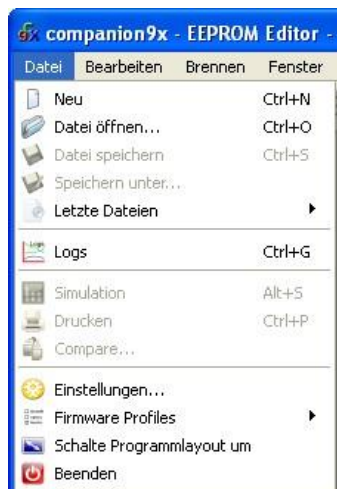 companion9x - EEPROM Editor -
Datei Bearbeiten Brennen Fenster
Neu Ctrl+N
Datei öffnen... Ctrl+O
Datei speichern Ctrl+S
Speichern unter...
Letzte Dateien
Logs Ctrl+G
Simulation Alt+S
Drucken Ctrl+P
Compare...
Einstellungen...
Firmware Profiles
Schalte Programmlayout um
Beenden